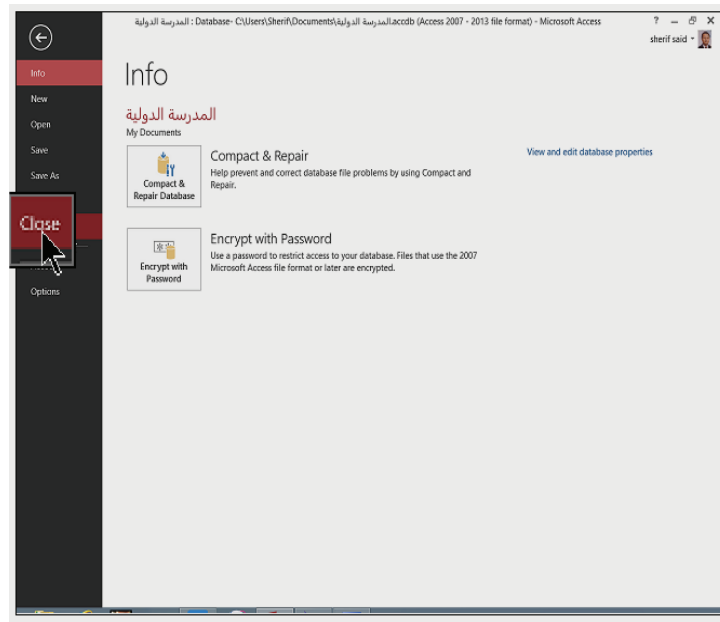 المدرسة الدولية : Database- C:\Users\Sherif\Documents\المدرسة الدولية.accdb (Access 2007 - 2013 file format) - Microsoft Access
?
sherif said
Info
New
Open
Save
Save As
Close
Options
Info
المدرسة الدولية
My Documents
Compact & Repair Database
Compact & Repair
Help prevent and correct database file problems by using Compact and
Repair.
View and edit database properties
Encrypt with Password
Encrypt with Password
Use a password to restrict access to your database. Files that use the 2007
Microsoft Access file format or later are encrypted.